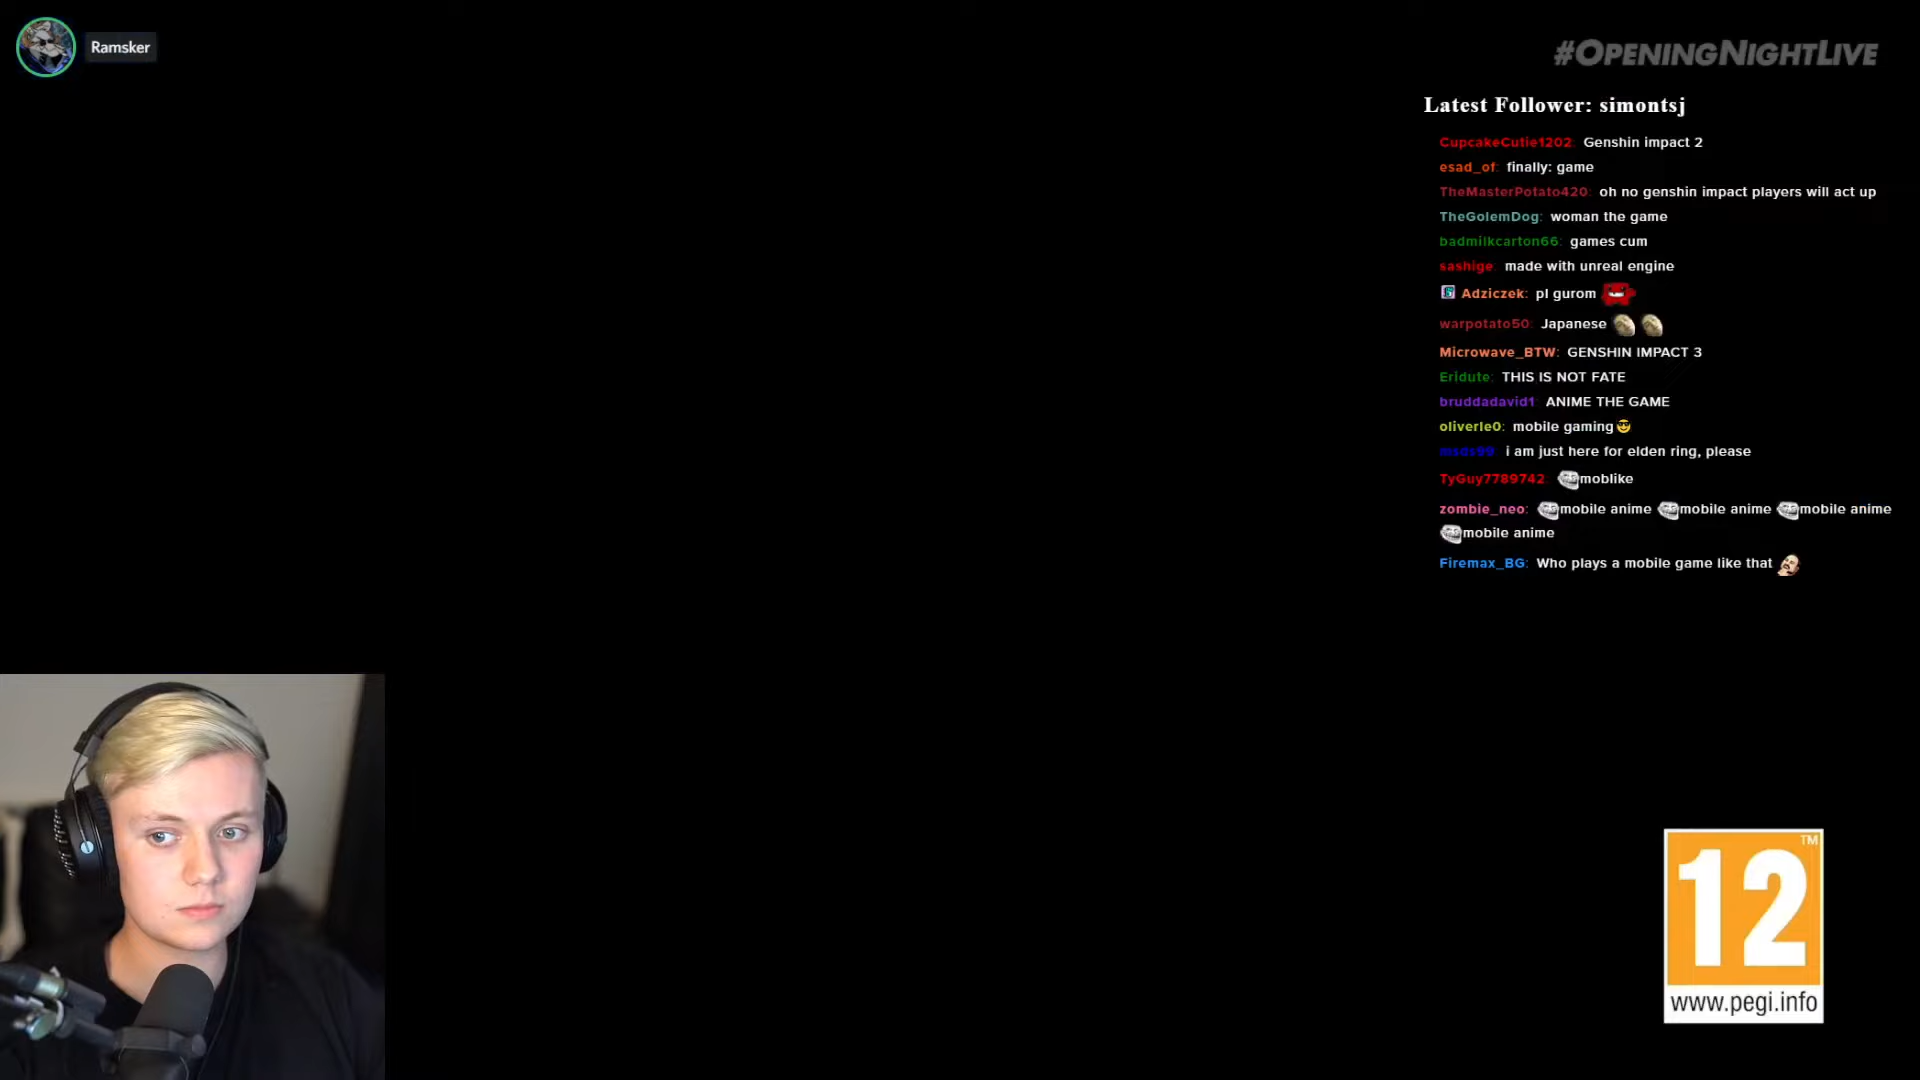 Ramsker
#OPENINGNIGHTLIVE
Latest Follower: simontsj
CupcakeCutie1202: Genshin impact 2
esad_of: finally: game
TheMasterPotato420: oh no genshin impact players will act up
TheGolemDog: woman the game
badmilkcarton66: games cum
sashige: made with unreal engine
Adziczek: pl gurom
warpotato50: Japanese
Microwave_BTW: GENSHIN IMPACT 3
Eridute: THIS IS NOT FATE
bruddadavid1: ANIME THE GAME
oliverle0: mobile gaming😎
msds99: i am just here for elden ring, please
TyGuy7789742: moblike
zombie_neo: mobile anime mobile anime mobile anime
mobile anime
Firemax_BG: Who plays a mobile game like that
12 TM
www.pegi.info